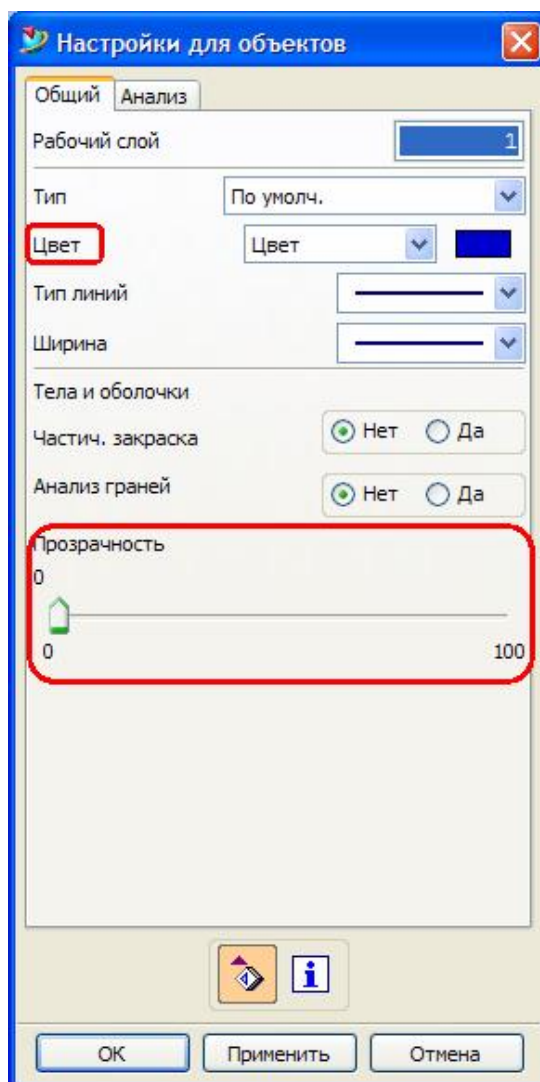 Настройки для объектов
Общий Анализ
Рабочий слой 1
Тип По умолч.
Цвет Цвет
Тип линий
Ширина
Тела и оболочки
Частич. закраска Нет Да
Анализ граней Нет Да
Прозрачность
0
0 100
i
ОК Применить Отмена